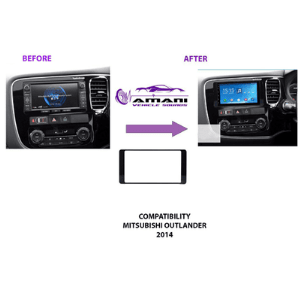 BEFORE
AFTER
AMANI
VEHICLE SOUNDS
COMPATIBILITY
MITSUBISHI OUTLANDER
2014